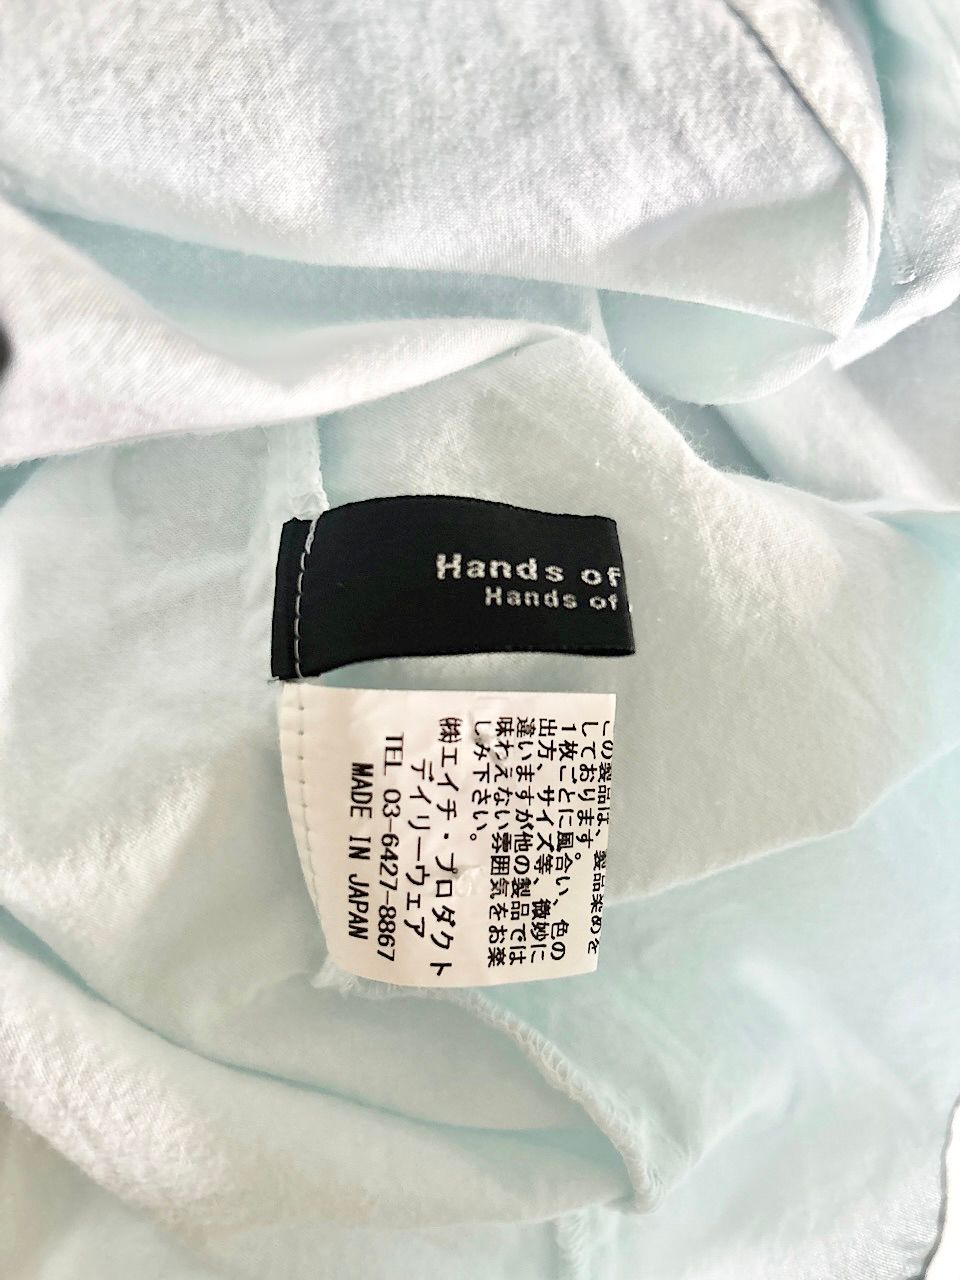 Hands of
Hands of
この製品は、製品染めを
しております。
1枚ごとに風合い、色の
出方、サイズ等、微妙に
違いますが他の製品では
味わえない雰囲気をお楽
しみ下さい。
㈱エイチ・プロダクト
デイリーウェア
TEL 03-6427-8867
MADE IN JAPAN